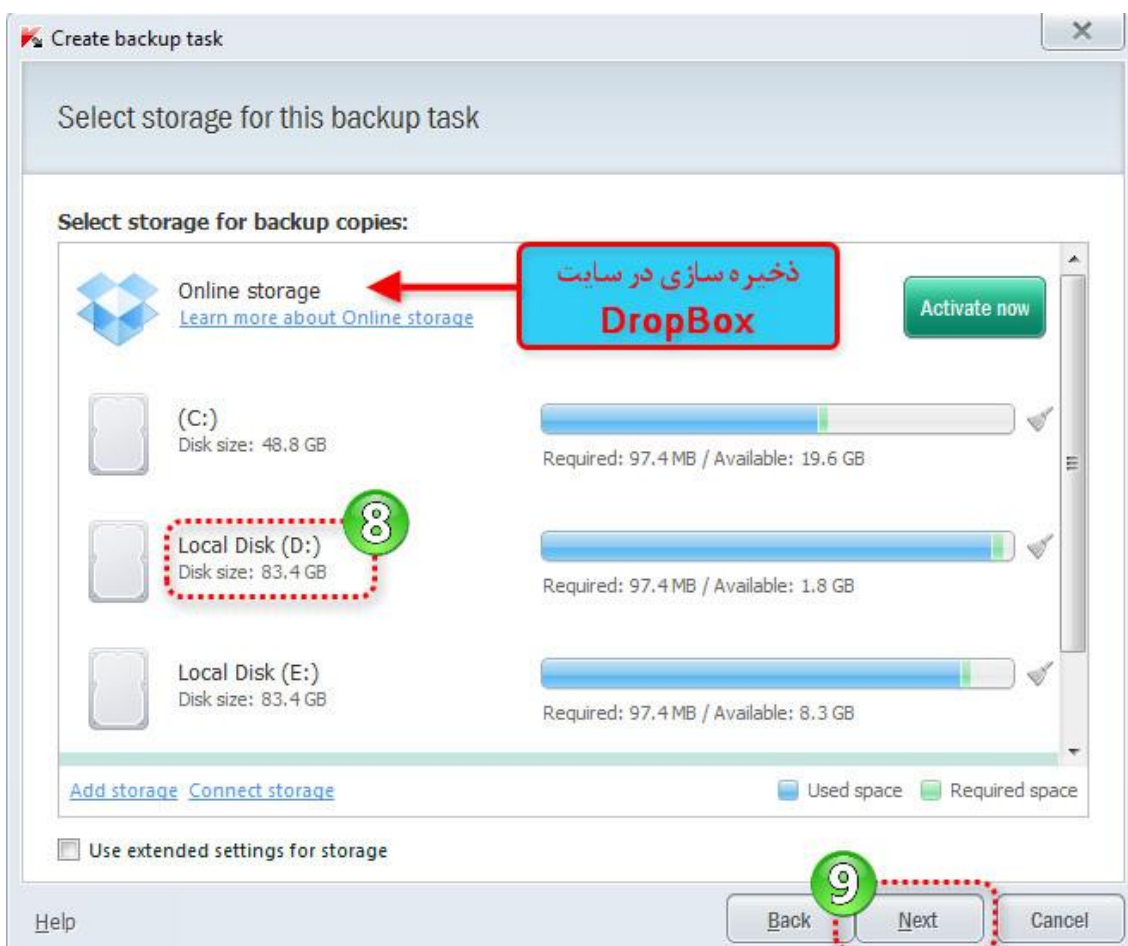 Create backup task
Select storage for this backup task
Select storage for backup copies:
Online storage
Learn more about Online storage
ذخیره سازی در سایت
DropBox
Activate now
(C:)
Disk size: 48.8 GB
Required: 97.4 MB / Available: 19.6 GB
8
Local Disk (D:)
Disk size: 83.4 GB
Required: 97.4 MB / Available: 1.8 GB
Local Disk (E:)
Disk size: 83.4 GB
Required: 97.4 MB / Available: 8.3 GB
Add storage Connect storage
Used space Required space
Use extended settings for storage
9
Help
Back
Next
Cancel